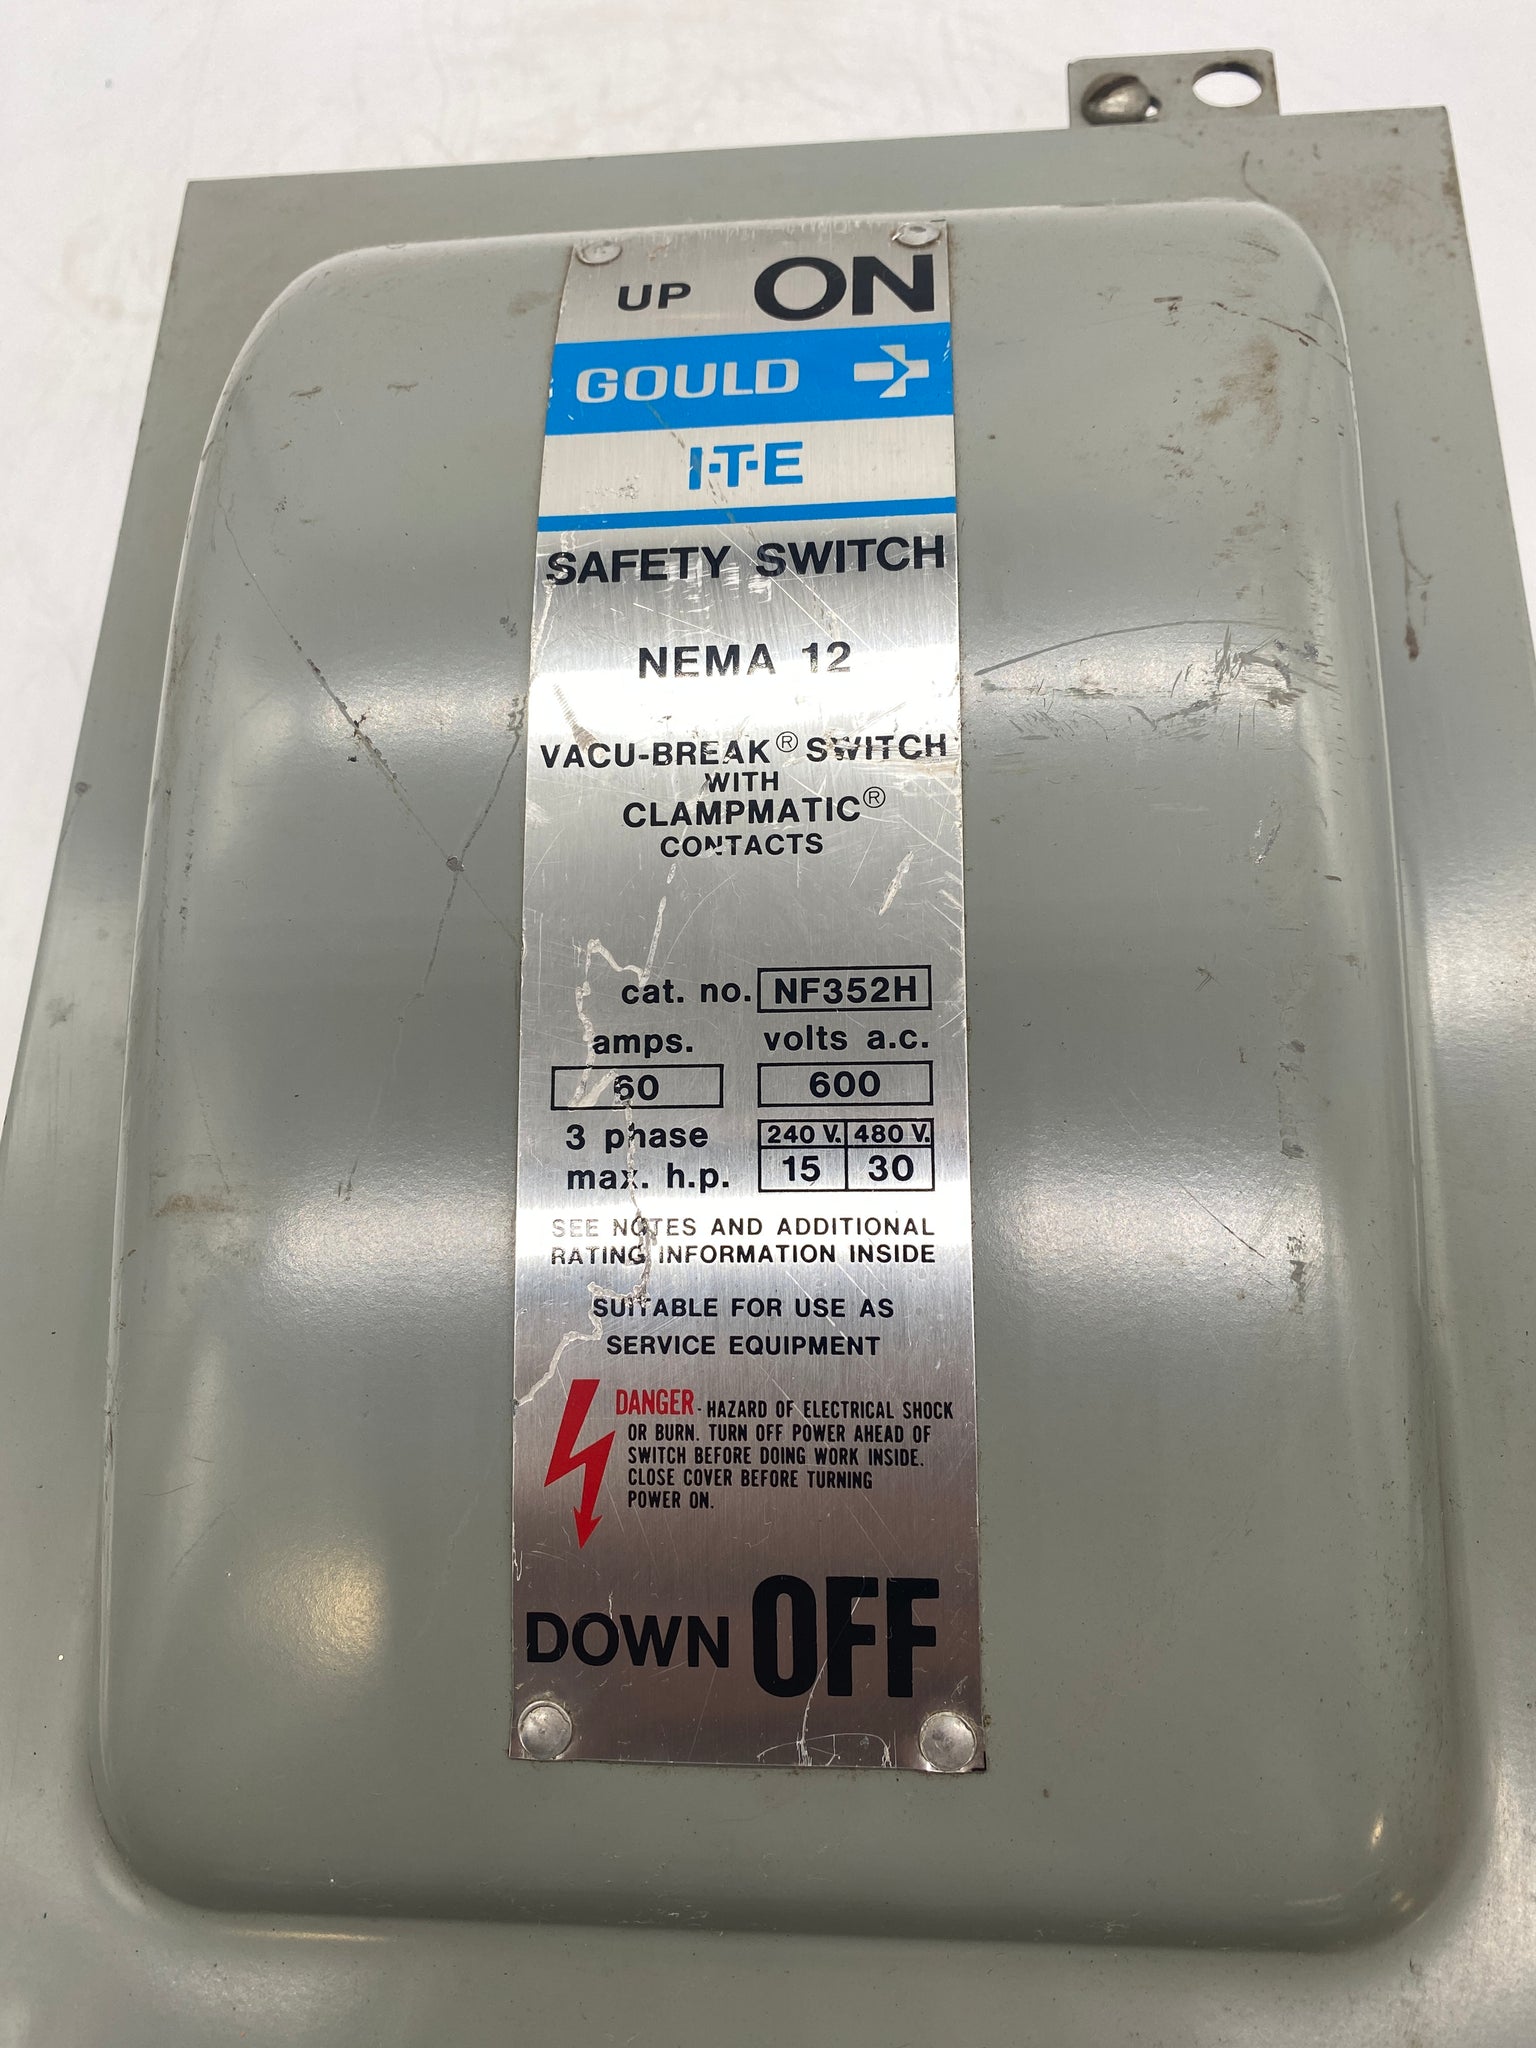 UP ON
GOULD
I-T-E
SAFETY SWITCH
NEMA 12
VACU-BREAK® SWITCH
WITH
CLAMPMATIC®
CONTACTS
cat. no. NF352H
amps. volts a.c.
60 600
3 phase 240 V. 480 V.
max. h.p. 15 30
SEE NOTES AND ADDITIONAL
RATING INFORMATION INSIDE
SUITABLE FOR USE AS
SERVICE EQUIPMENT
DANGER - HAZARD OF ELECTRICAL SHOCK
OR BURN. TURN OFF POWER AHEAD OF
SWITCH BEFORE DOING WORK INSIDE.
CLOSE COVER BEFORE TURNING
POWER ON.
DOWN OFF